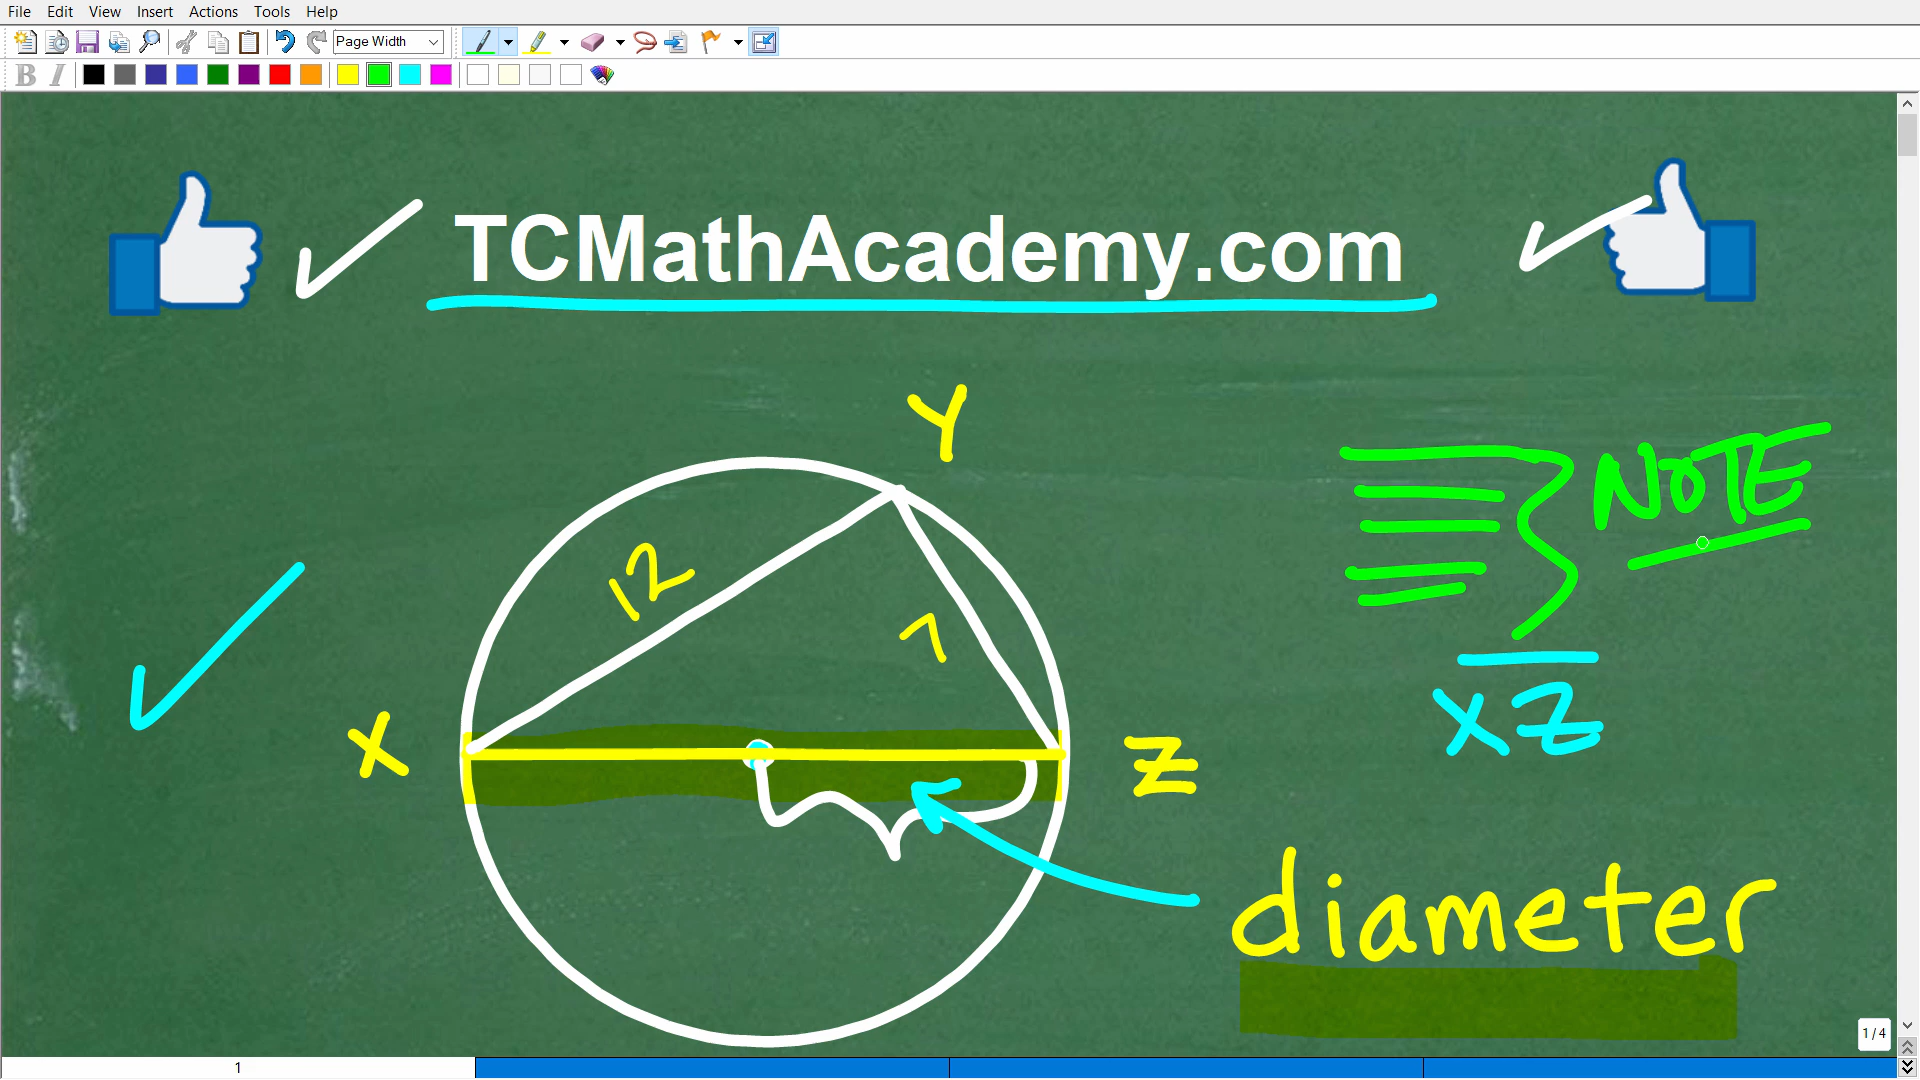 File Edit View Insert Actions Tools Help
Page Width
B I
TCMathAcademy.com
Y
NOTE
12
7
XZ
X
Z
diameter
1 / 4
1